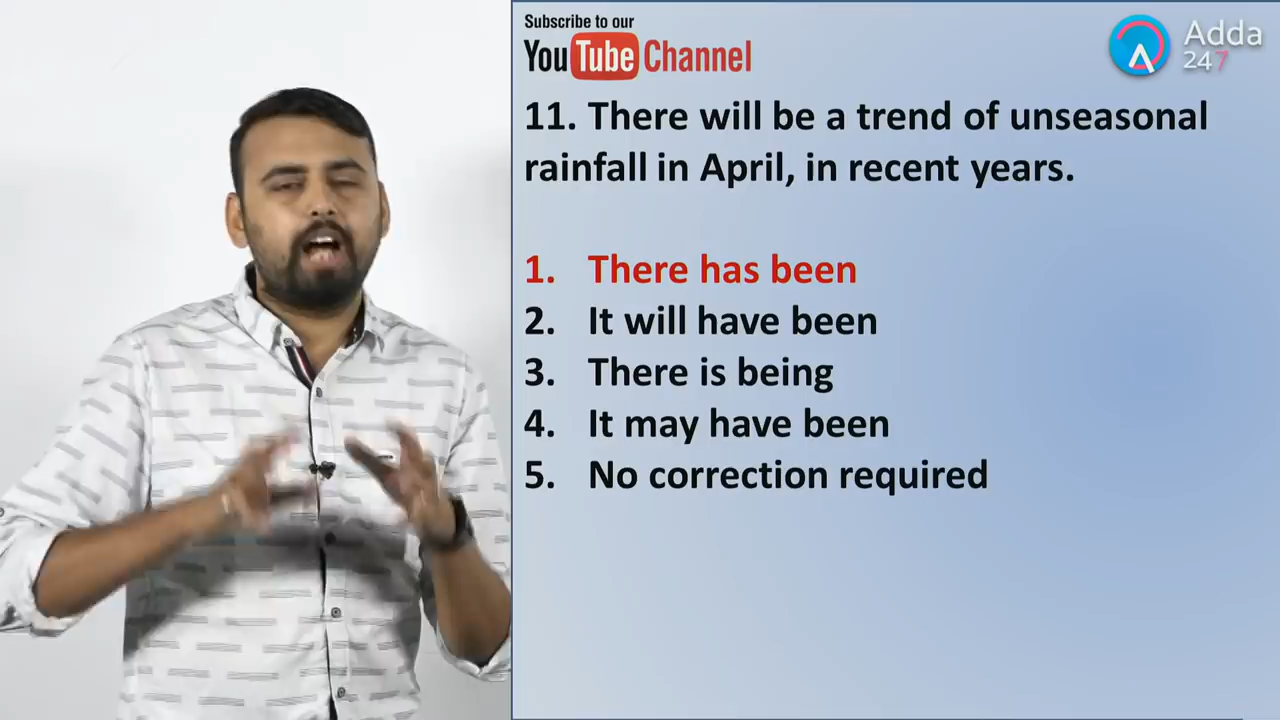 Subscribe to our
YouTube Channel
Adda
247
11. There will be a trend of unseasonal
rainfall in April, in recent years.
1. There has been
2. It will have been
3. There is being
4. It may have been
5. No correction required